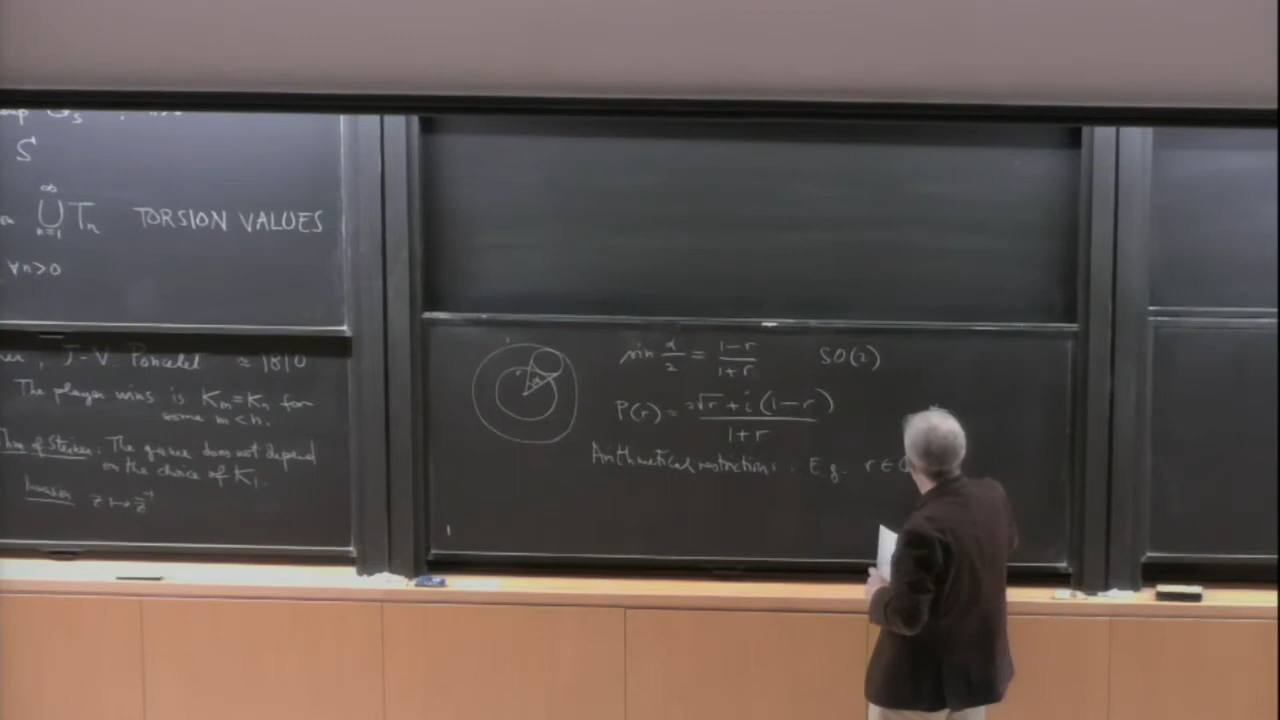 S
∞
⋃ Tₙ TORSION VALUES
n=1
∀n>0
, J-V Poncelet ≈ 1810
The player wins is Kₘ=Kₙ for
some m<n.
Thm of Steiner: The game does not depend
on the choice of K₁.
Inversion z ↦ z̄⁻¹
sin α/2 = (1-r)/(1+r) SO(2)
P(r) = (2√r + i(1-r))/(1+r)
Arithmetical restrictions. E.g. r ∈